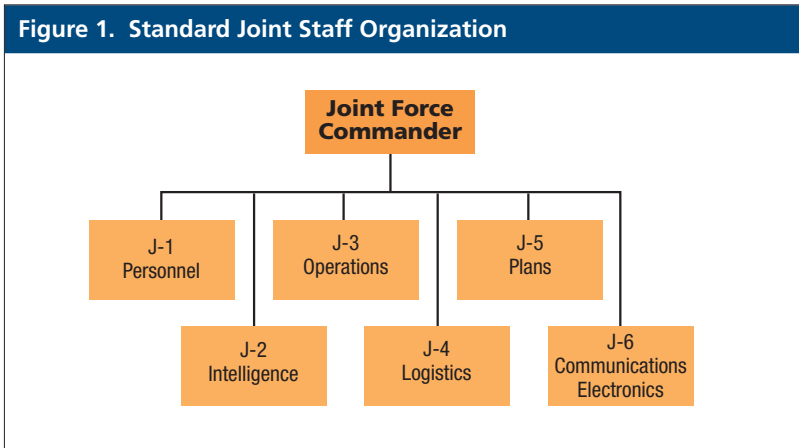 Figure 1. Standard Joint Staff Organization
Joint Force
Commander
J-1
Personnel
J-3
Operations
J-5
Plans
J-2
Intelligence
J-4
Logistics
J-6
Communications
Electronics